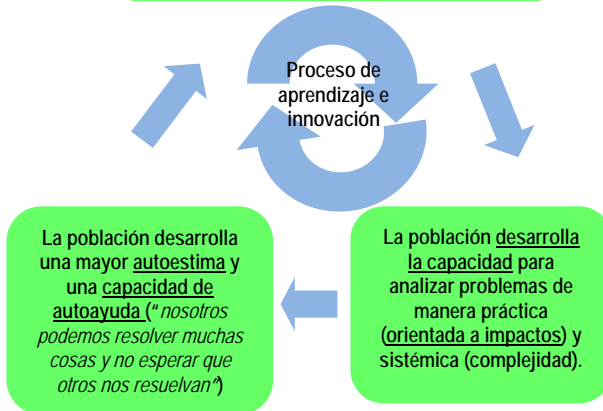 Proceso de
aprendizaje e
innovación
La población desarrolla
una mayor autoestima y
una capacidad de
autoayuda ("nosotros
podemos resolver muchas
cosas y no esperar que
otros nos resuelvan")
La población desarrolla
la capacidad para
analizar problemas de
manera práctica
(orientada a impactos) y
sistémica (complejidad).